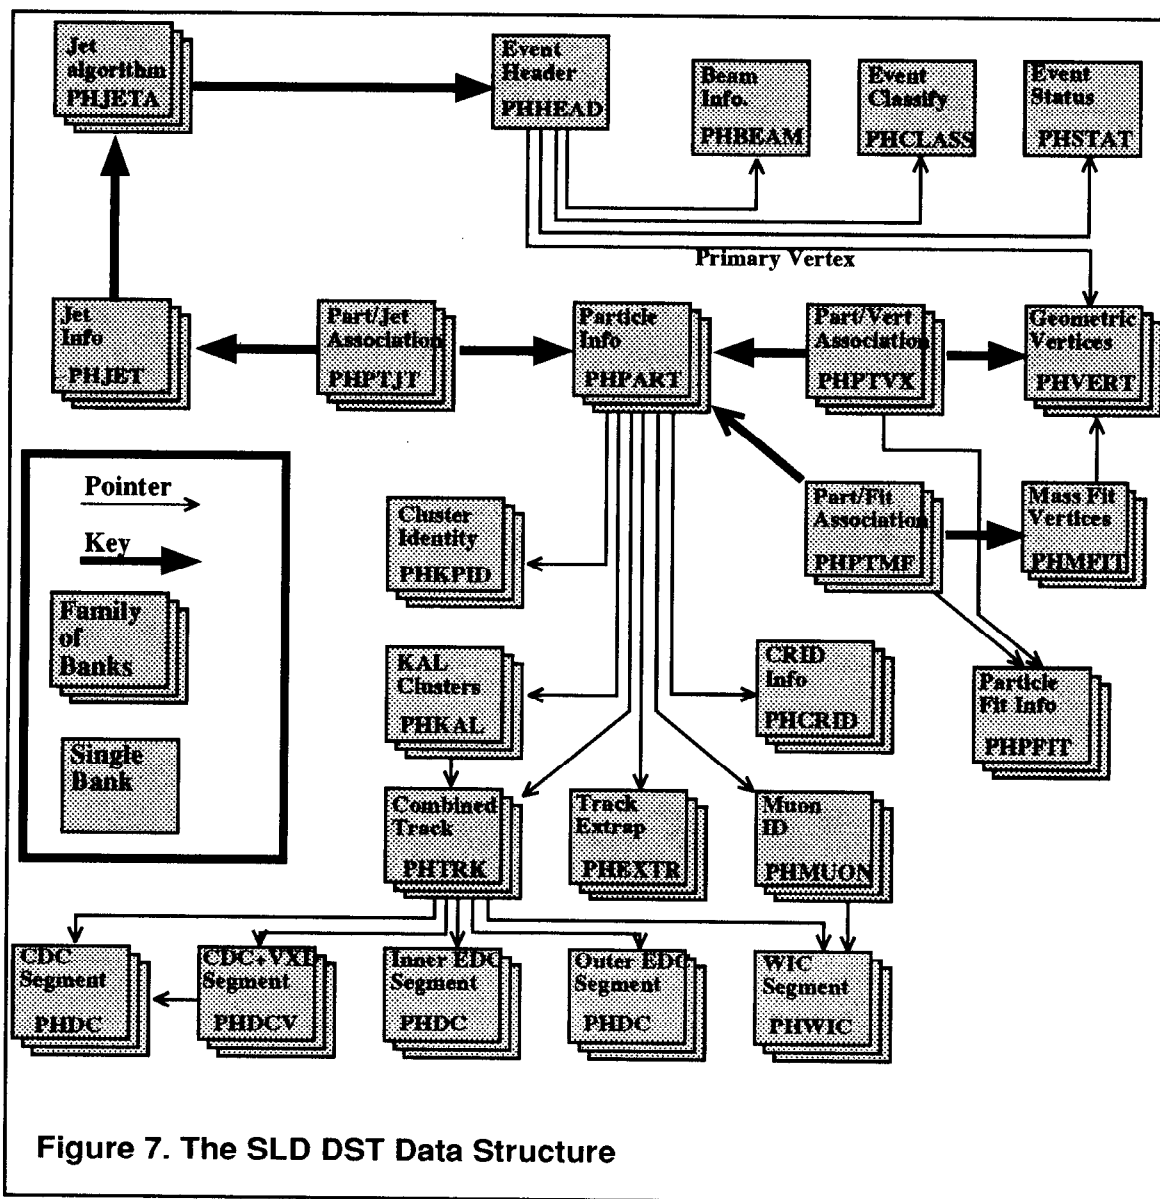 Jet
algorithm
PHJETA
Event
Header
PHHEAD
Beam
Info.
PHBEAM
Event
Classify
PHCLASS
Event
Status
PHSTAT
Primary Vertex
Jet
Info
PHJET
Part/Jet
Association
PHPTJT
Particle
Info
PHPART
Part/Vert
Association
PHPTVX
Geometric
Vertices
PHVERT
Pointer
Key
Family
of
Banks
Single
Bank
Cluster
Identity
PHKPID
Part/Fit
Association
PHPTMF
Mass Fit
Vertices
PHMFIT
KAL
Clusters
PHKAL
CRID
Info
PHCRID
Particle
Fit Info
PHPFIT
Combined
Track
PHTRK
Track
Extrap
PHEXTR
Muon
ID
PHMUON
CDC
Segment
PHDC
CDC+VXD
Segment
PHDCV
Inner EDC
Segment
PHDC
Outer EDC
Segment
PHDC
WIC
Segment
PHWIC
Figure 7. The SLD DST Data Structure